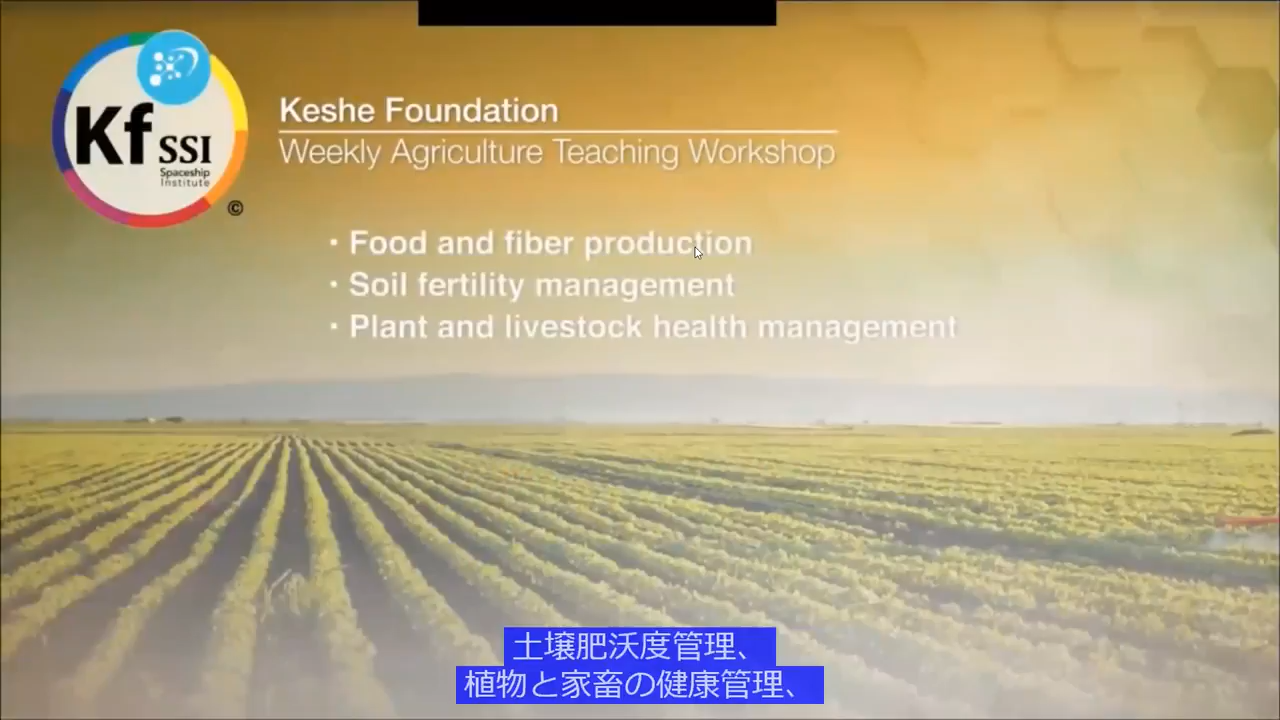 Kf SSI
Spaceship
Institute
©
Keshe Foundation
Weekly Agriculture Teaching Workshop
· Food and fiber production
· Soil fertility management
· Plant and livestock health management
土壌肥沃度管理、
植物と家畜の健康管理、